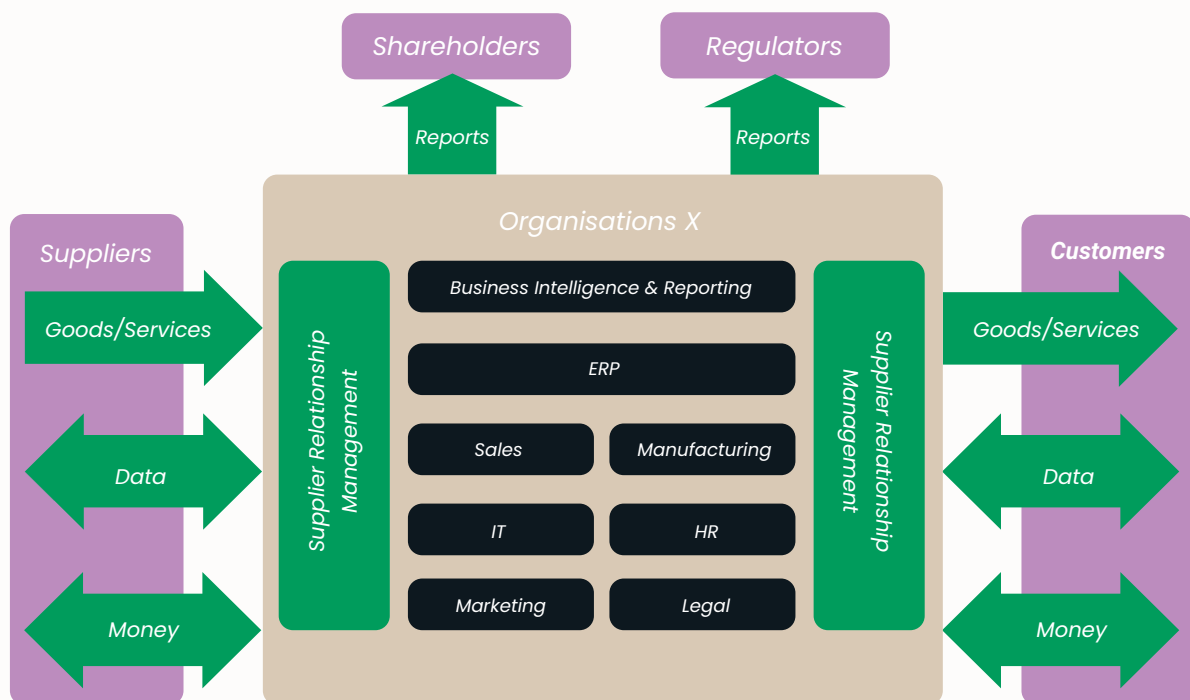 Shareholders
Regulators
Reports
Reports
Organisations X
Suppliers
Customers
Goods/Services
Data
Money
Supplier Relationship
Management
Business Intelligence & Reporting
ERP
Sales
Manufacturing
IT
HR
Marketing
Legal
Supplier Relationship
Management
Goods/Services
Data
Money